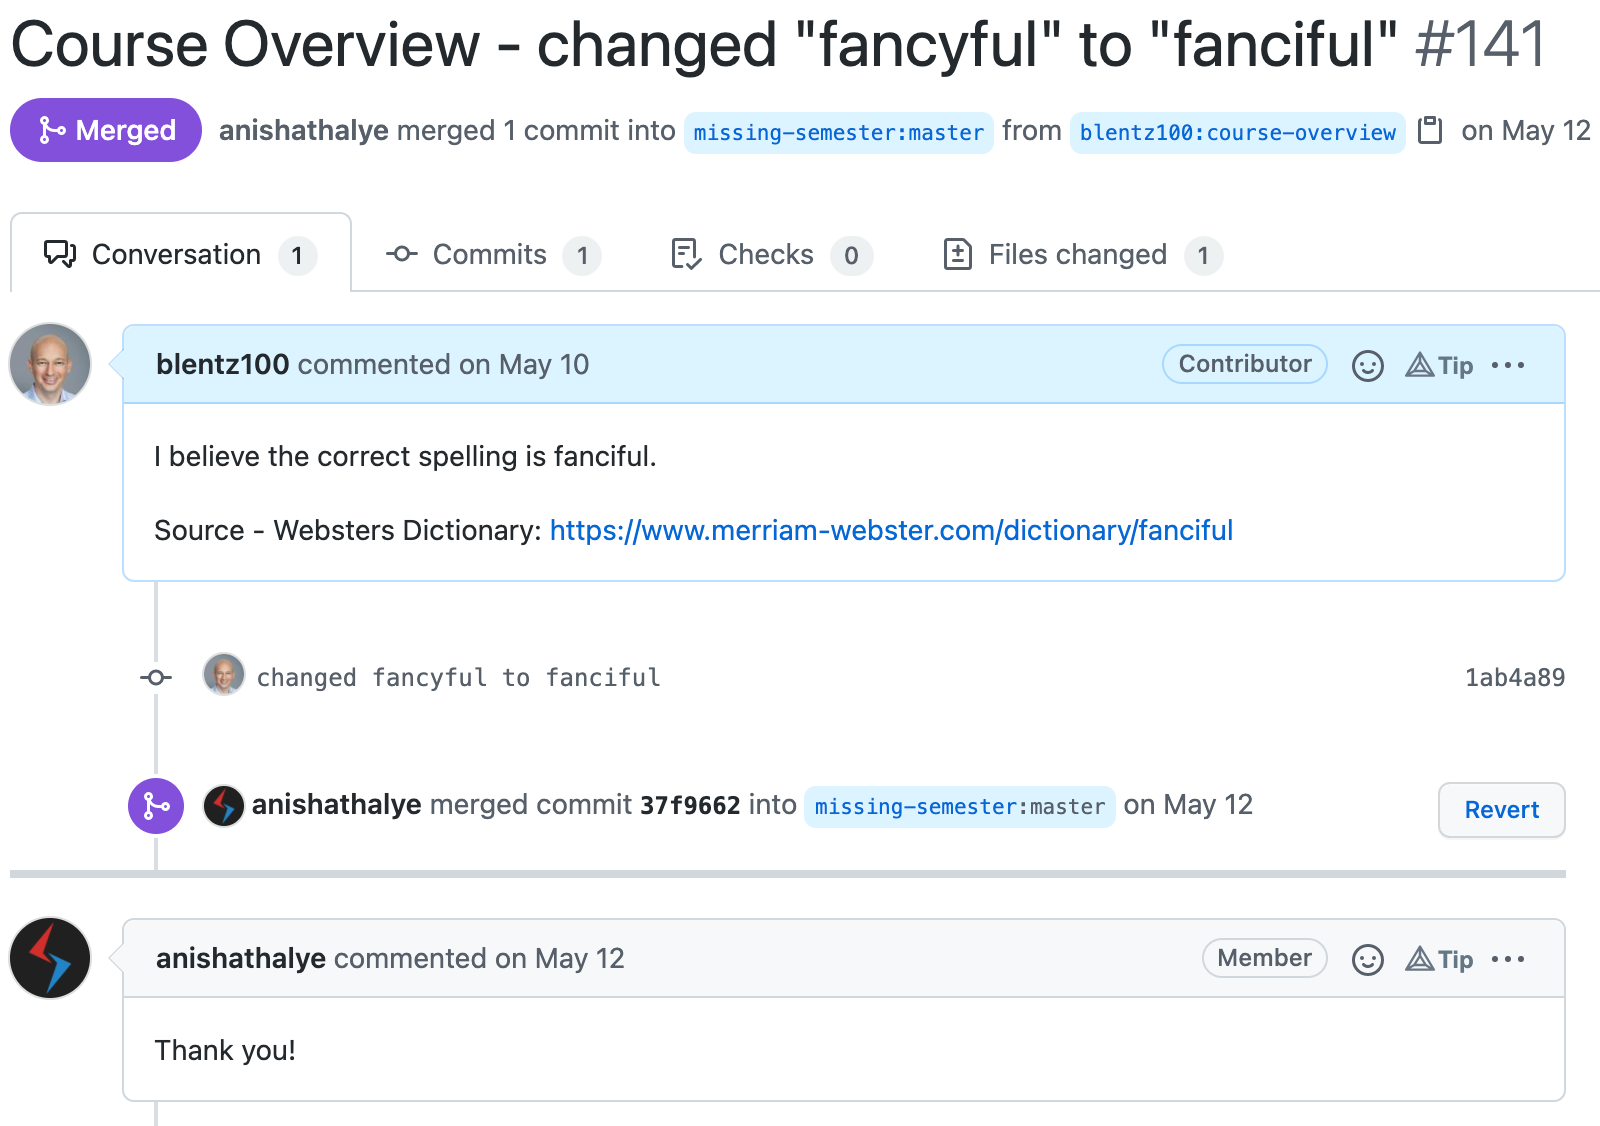 Course Overview - changed "fancyful" to "fanciful" #141
Merged anishathalye merged 1 commit into missing-semester:master from blentz100:course-overview on May 12
Conversation 1 Commits 1 Checks 0 Files changed 1
blentz100 commented on May 10 Contributor Tip
I believe the correct spelling is fanciful.
Source - Websters Dictionary: https://www.merriam-webster.com/dictionary/fanciful
changed fancyful to fanciful 1ab4a89
anishathalye merged commit 37f9662 into missing-semester:master on May 12 Revert
anishathalye commented on May 12 Member Tip
Thank you!